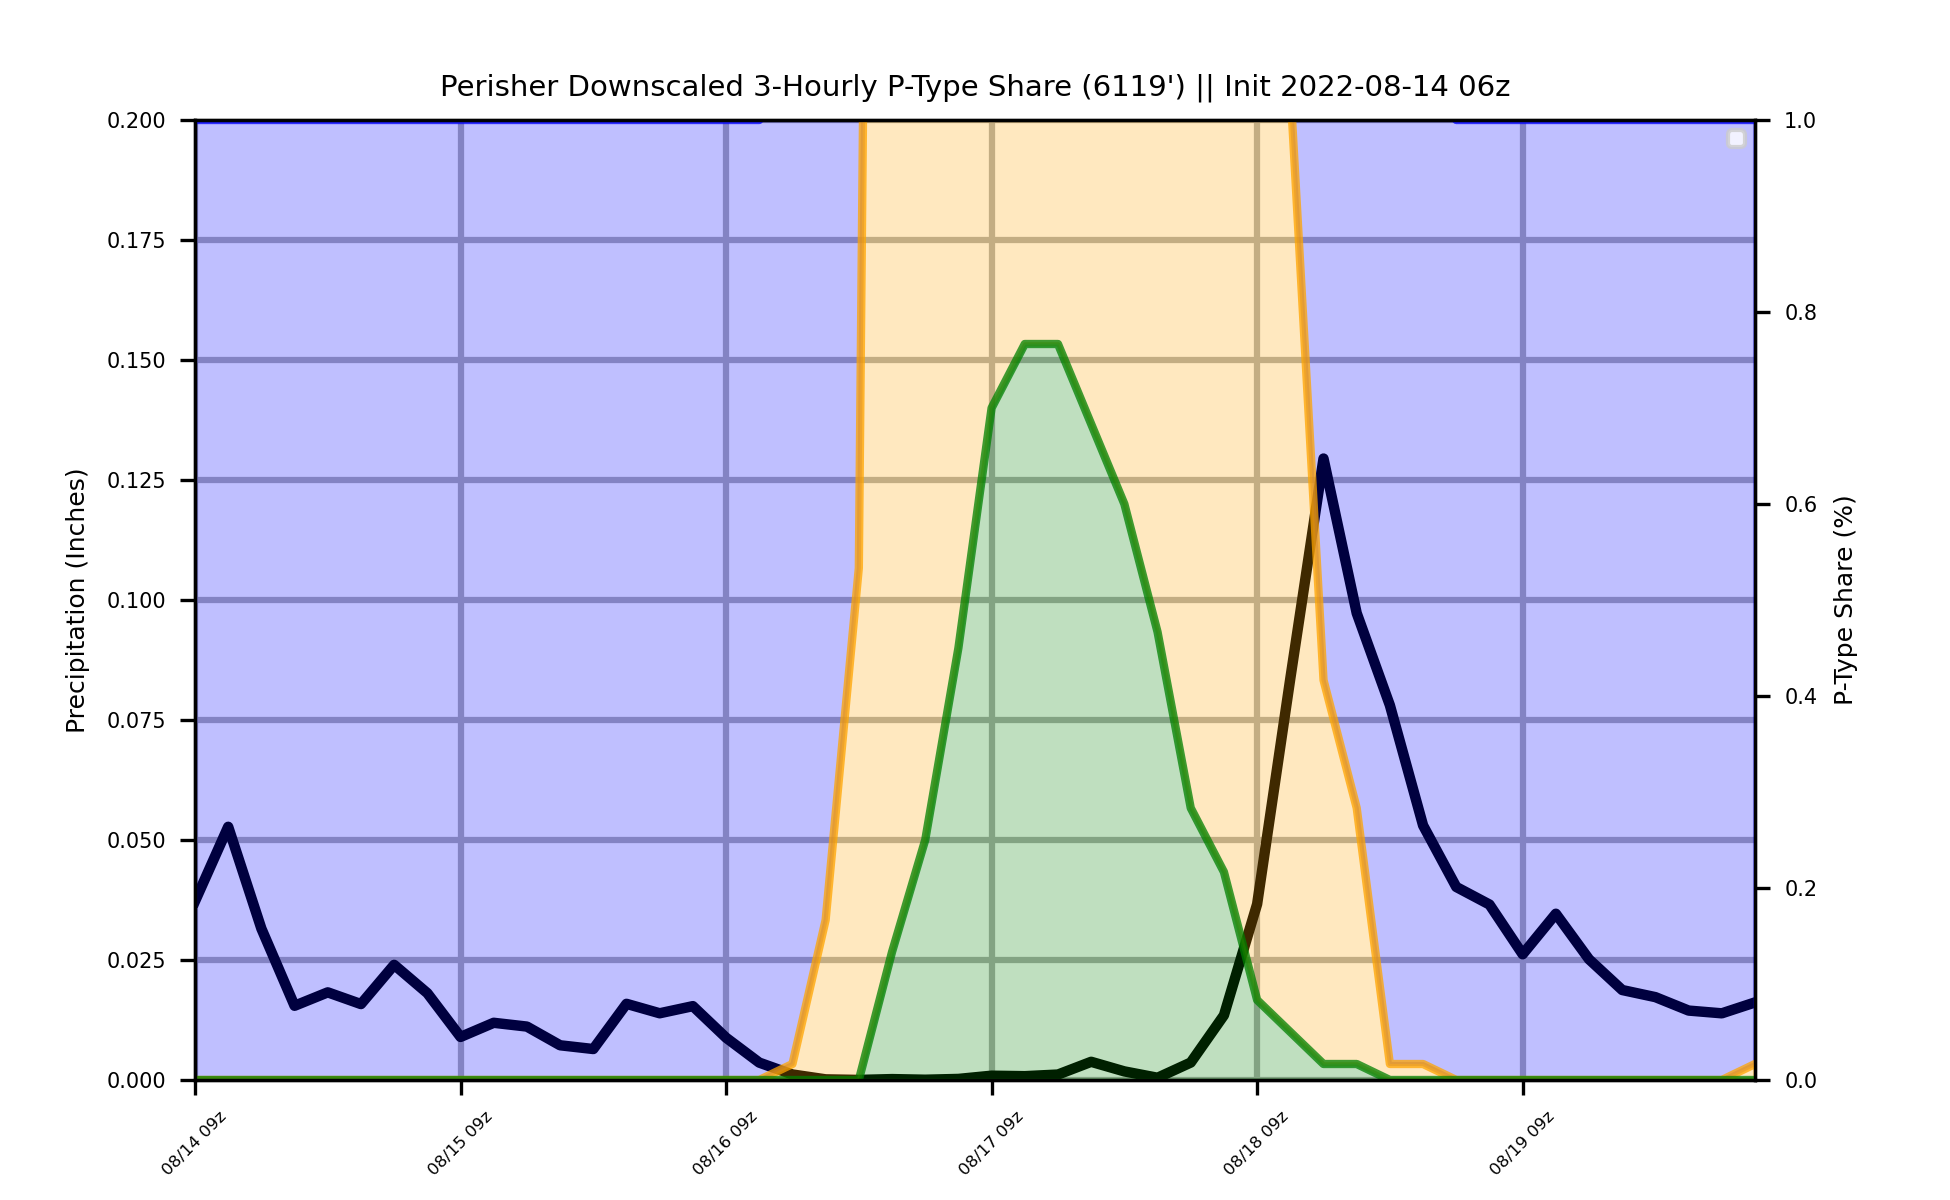 Perisher Downscaled 3-Hourly P-Type Share (6119') || Init 2022-08-14 06z
0.200
0.175
0.150
0.125
0.100
0.075
0.050
0.025
0.000
Precipitation (Inches)
1.0
0.8
0.6
0.4
0.2
0.0
P-Type Share (%)
08/14 09z
08/15 09z
08/16 09z
08/17 09z
08/18 09z
08/19 09z